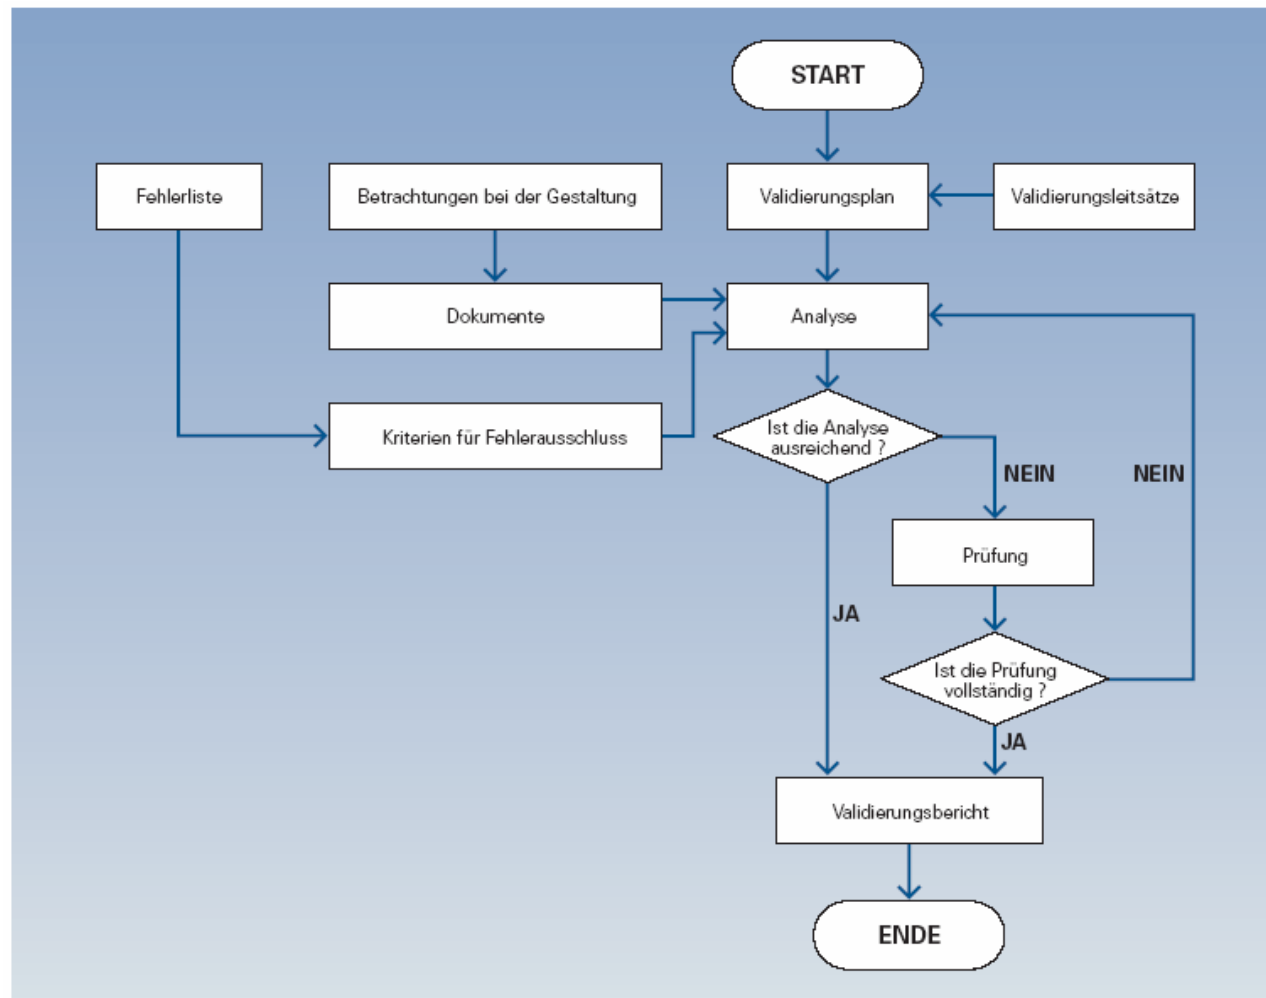 START
Fehlerliste
Betrachtungen bei der Gestaltung
Validierungsplan
Validierungsleitsätze
Dokumente
Analyse
Kriterien für Fehlerausschluss
Ist die Analyse
ausreichend ?
NEIN
NEIN
Prüfung
JA
Ist die Prüfung
vollständig ?
JA
Validierungsbericht
ENDE